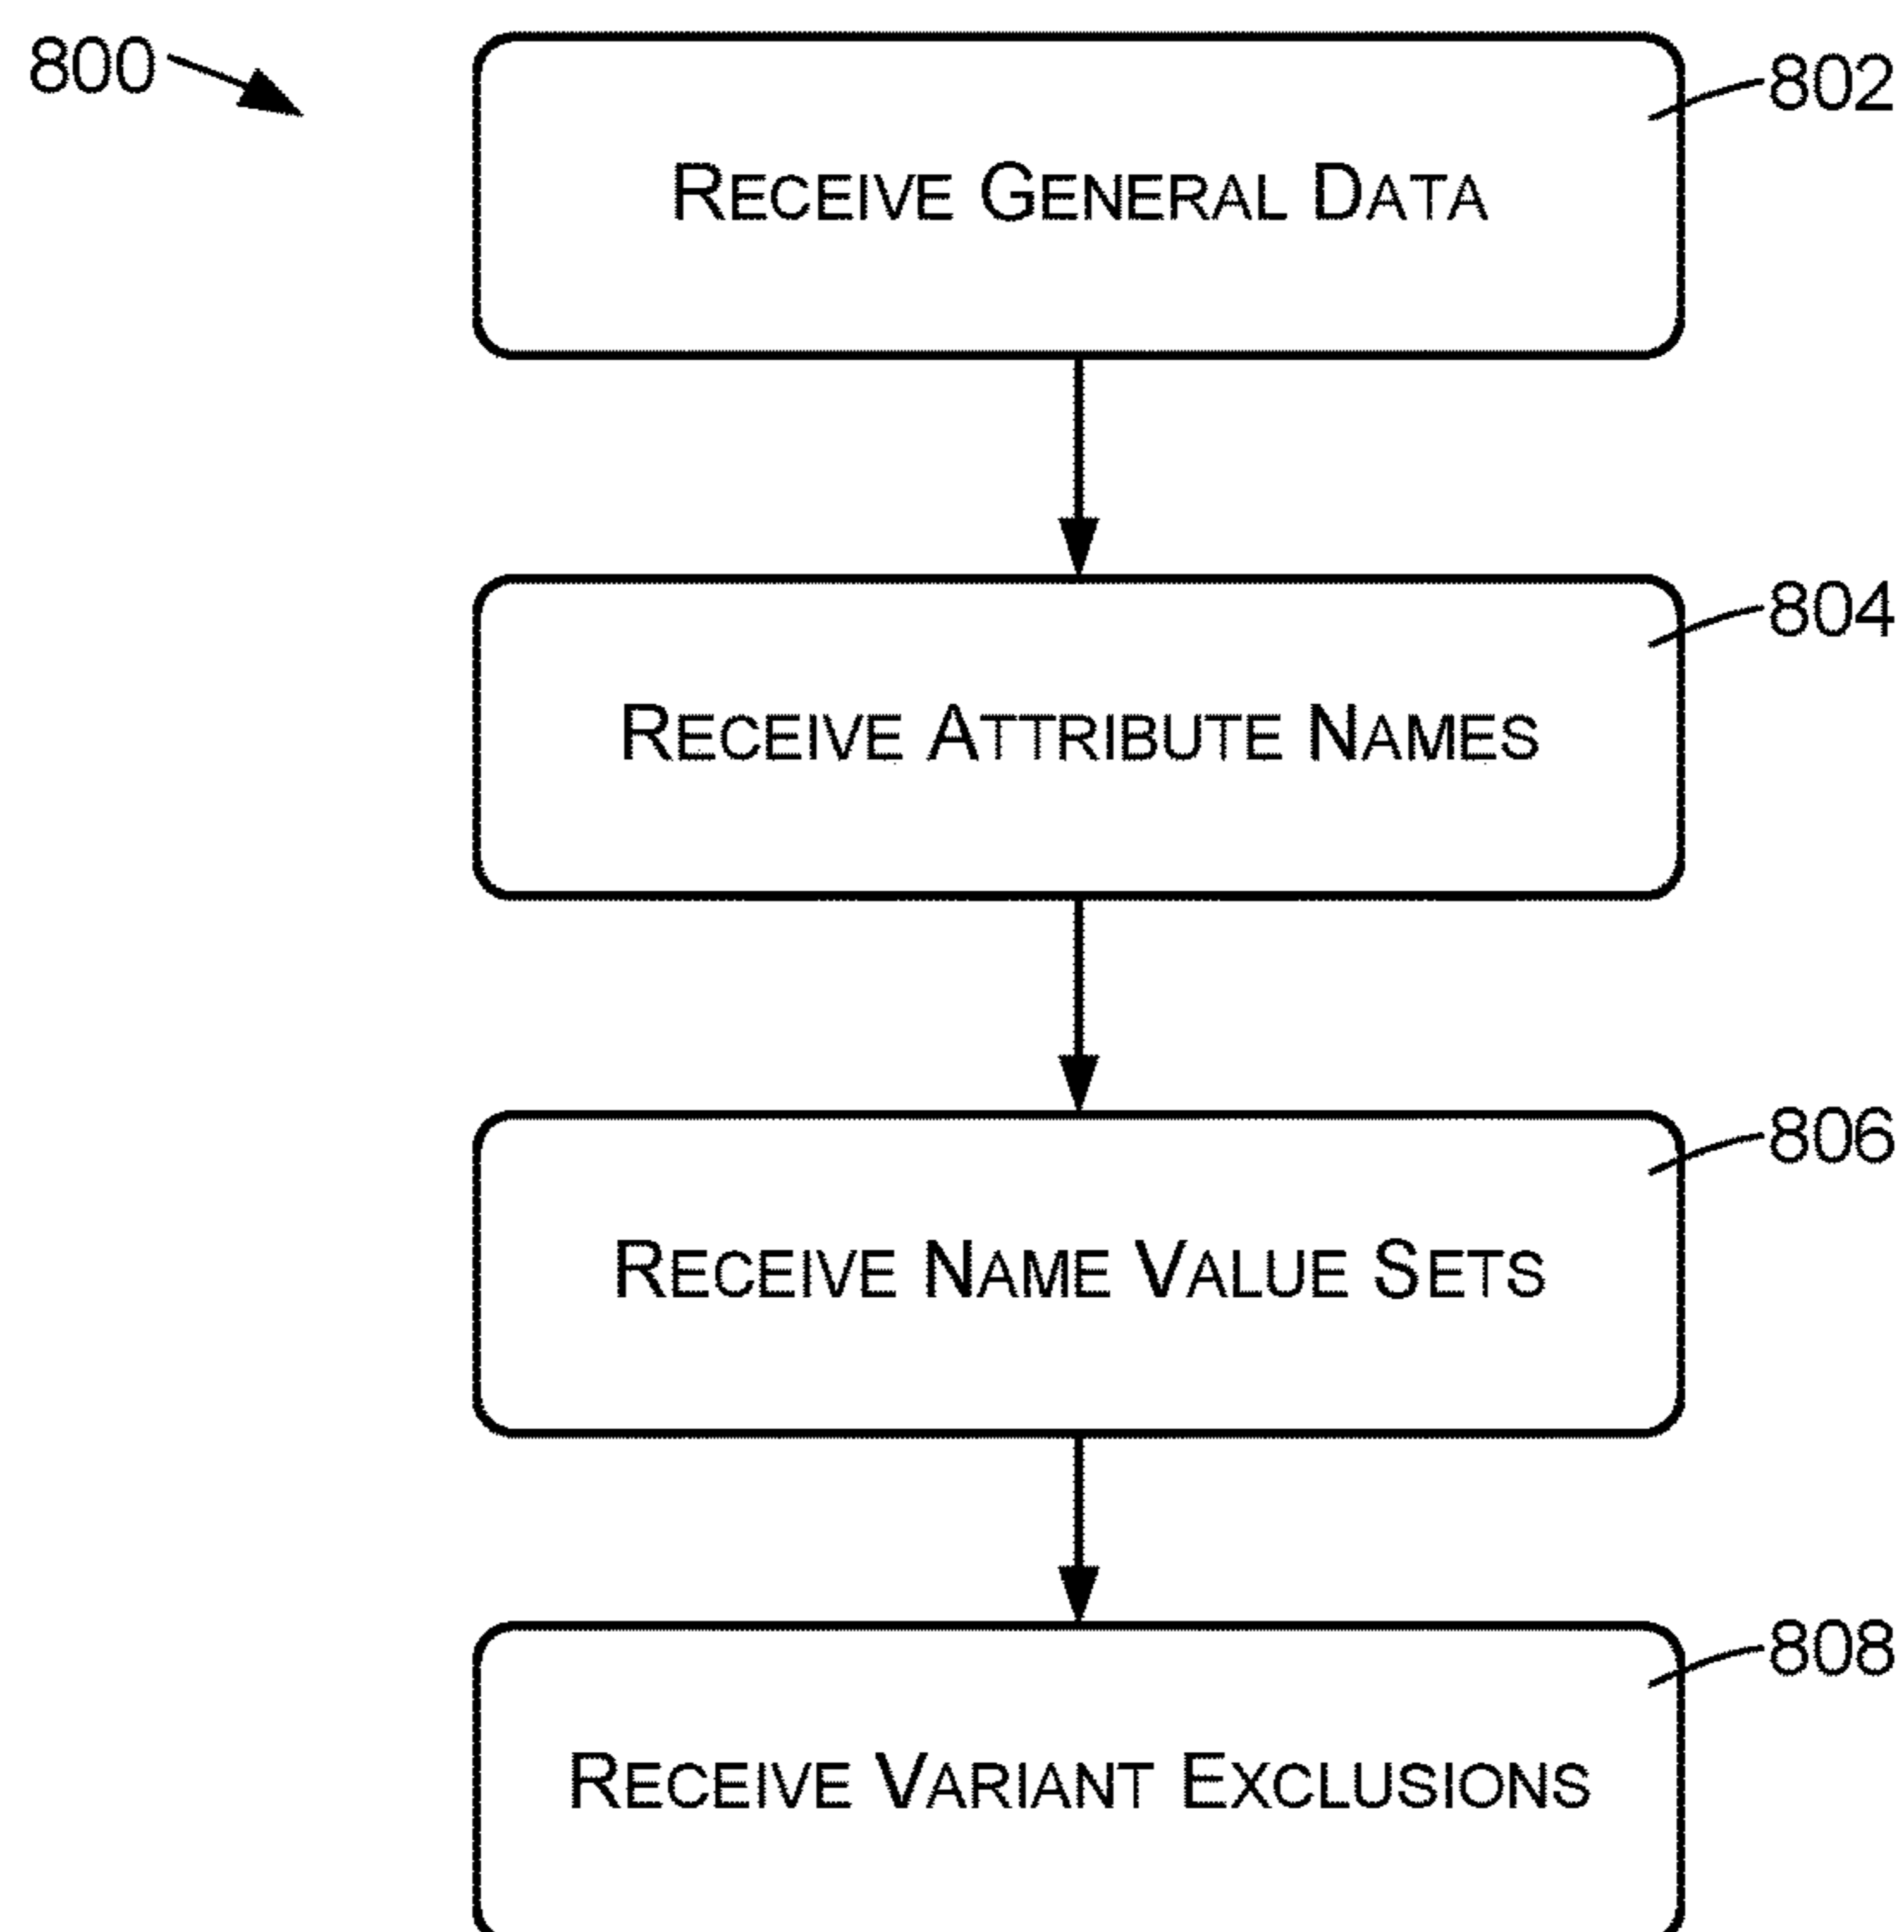 800
802
RECEIVE GENERAL DATA
804
RECEIVE ATTRIBUTE NAMES
806
RECEIVE NAME VALUE SETS
808
RECEIVE VARIANT EXCLUSIONS